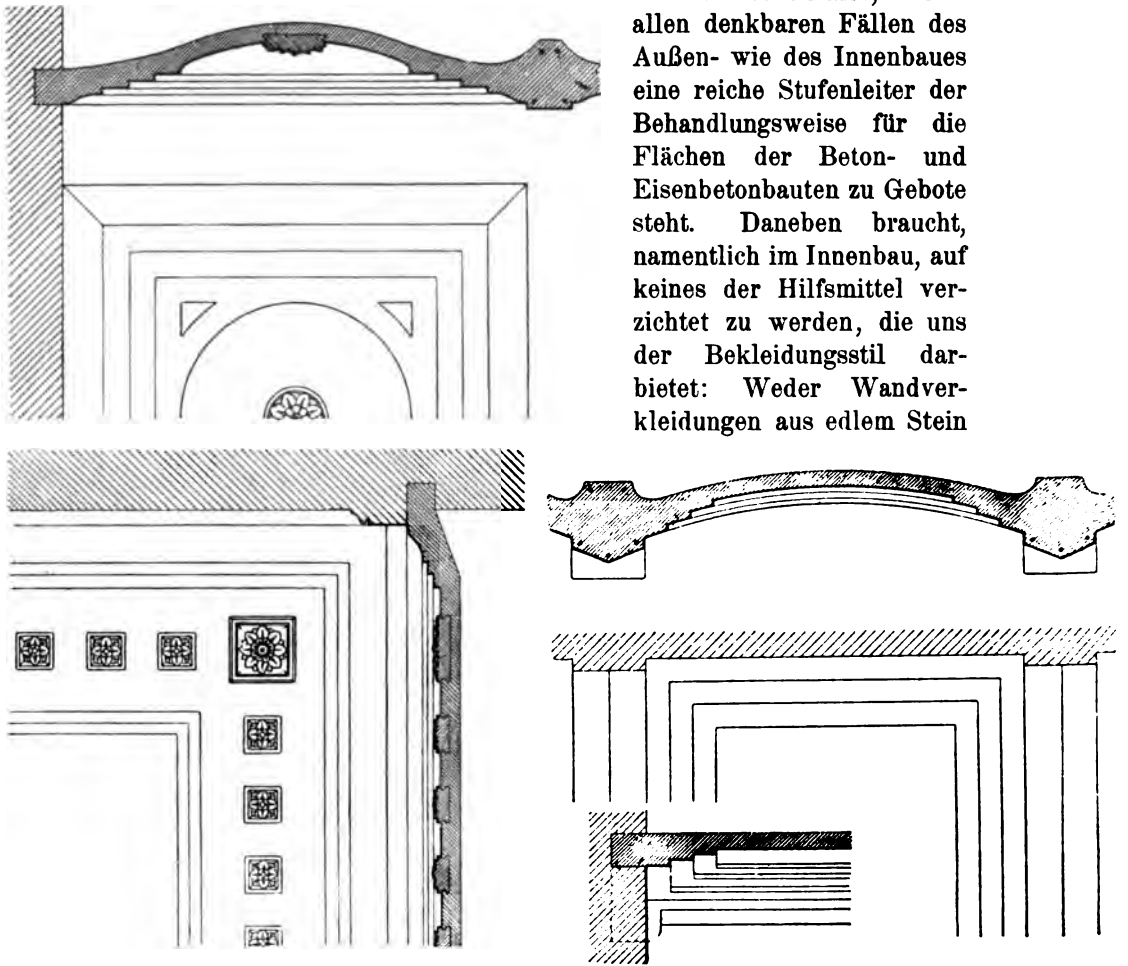 allen denkbaren Fällen des
Außen- wie des Innenbaues
eine reiche Stufenleiter der
Behandlungsweise für die
Flächen der Beton- und
Eisenbetonbauten zu Gebote
steht. Daneben braucht,
namentlich im Innenbau, auf
keines der Hilfsmittel ver-
zichtet zu werden, die uns
der Bekleidungsstil dar-
bietet: Weder Wandver-
kleidungen aus edlem Stein